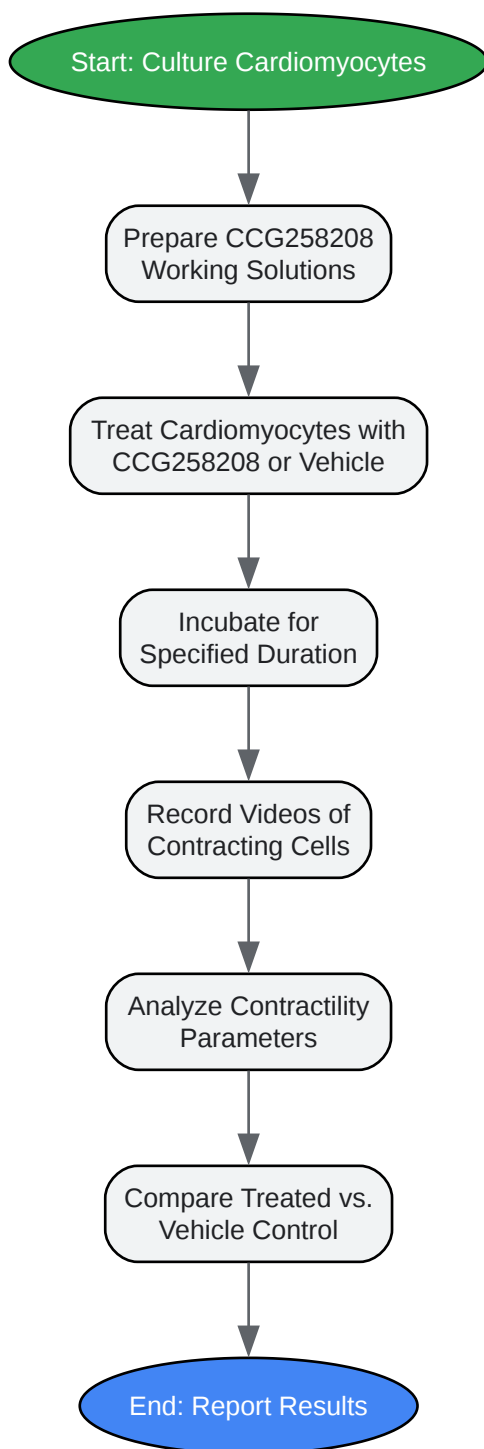 Start: Culture Cardiomyocytes
Prepare CCG258208
Working Solutions
Treat Cardiomyocytes with
CCG258208 or Vehicle
Incubate for
Specified Duration
Record Videos of
Contracting Cells
Analyze Contractility
Parameters
Compare Treated vs.
Vehicle Control
End: Report Results